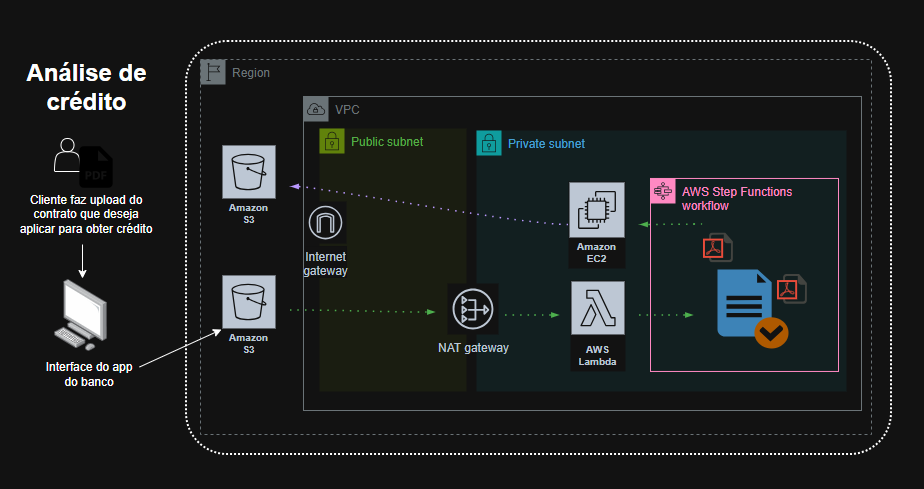 Análise de
crédito
PDF
Cliente faz upload do
contrato que deseja
aplicar para obter crédito
Interface do app
do banco
Region
VPC
Public subnet
Private subnet
Amazon
S3
Internet
gateway
Amazon
EC2
AWS Step Functions
workflow
Amazon
S3
NAT gateway
AWS
Lambda